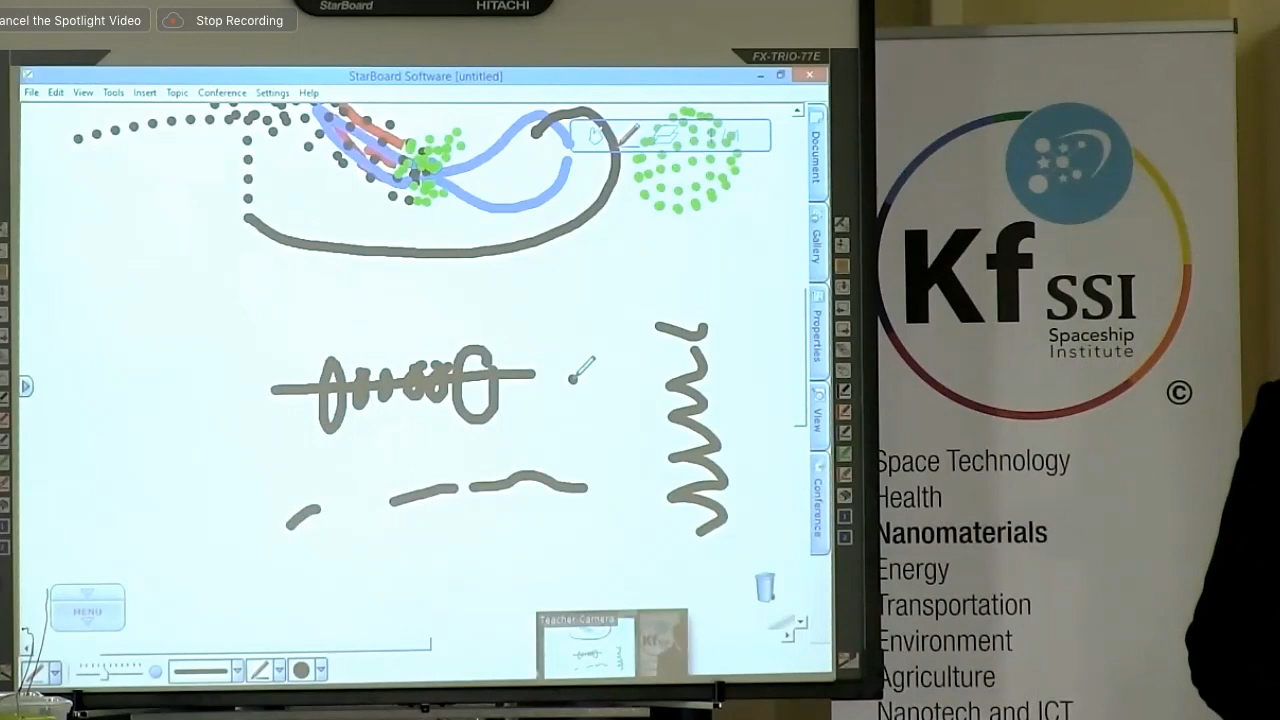 StarBoard HITACHI
ancel the Spotlight Video Stop Recording
FX-TRIO-77E
StarBoard Software [untitled]
File Edit View Tools Insert Topic Conference Settings Help
Document
Gallery
Properties
View
Conference
MENU
Teacher Camera
Kf
Kf SSI
Spaceship
Institute
©
Space Technology
Health
Nanomaterials
Energy
Transportation
Environment
Agriculture
Nanotech and ICT